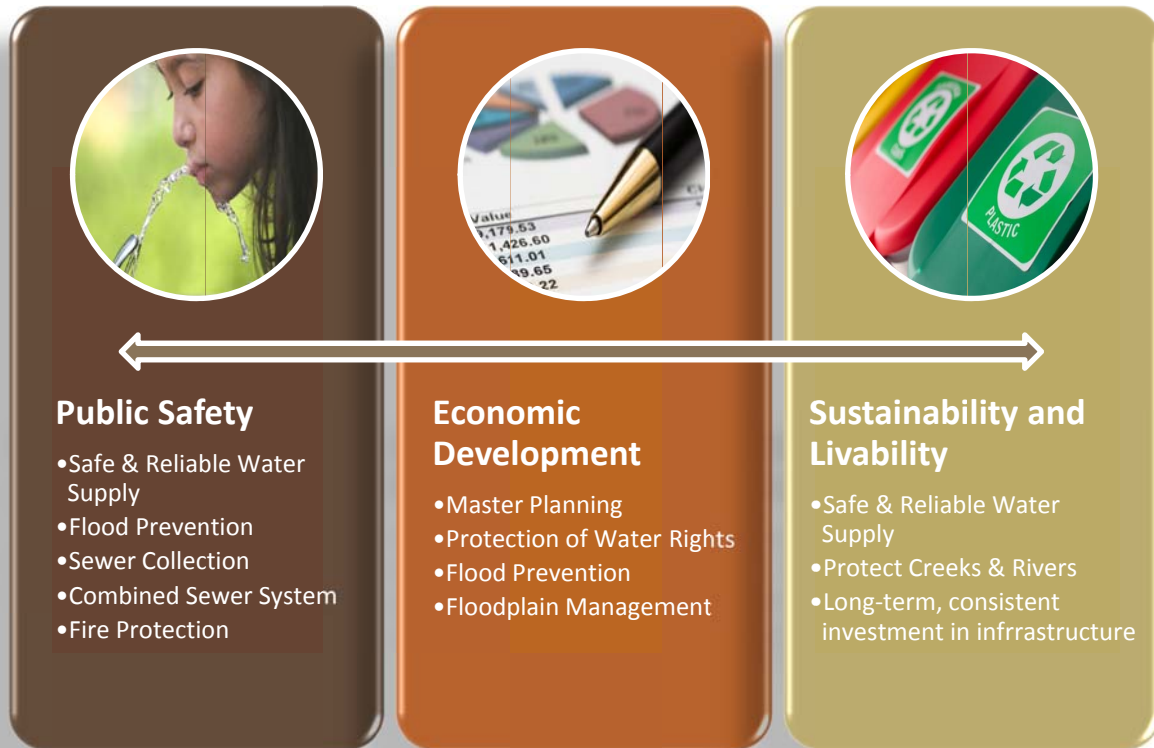 Value
9,179.53
1,426.60
611.01
39.65
22
PLASTIC
Public Safety
•Safe & Reliable Water
Supply
•Flood Prevention
•Sewer Collection
•Combined Sewer System
•Fire Protection
Economic
Development
•Master Planning
•Protection of Water Rights
•Flood Prevention
•Floodplain Management
Sustainability and
Livability
•Safe & Reliable Water
Supply
•Protect Creeks & Rivers
•Long-term, consistent
investment in infrrastructure